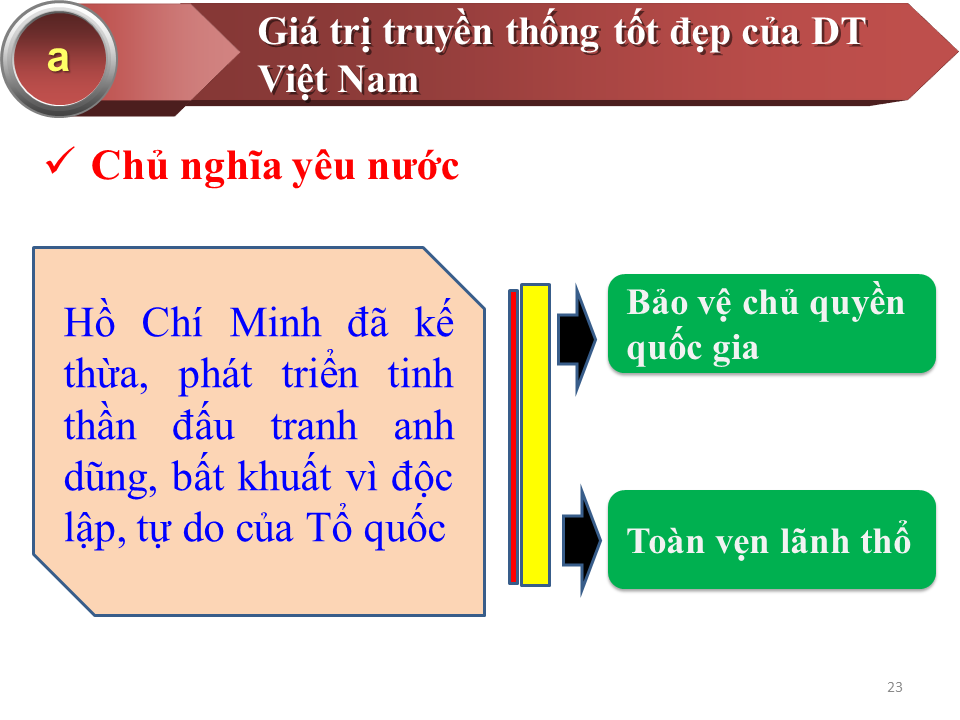 a
Giá trị truyền thống tốt đẹp của DT
Việt Nam
Chủ nghĩa yêu nước
Hồ Chí Minh đã kế
thừa, phát triển tinh
thần đấu tranh anh
dũng, bất khuất vì độc
lập, tự do của Tổ quốc
Bảo vệ chủ quyền
quốc gia
Toàn vẹn lãnh thổ
23